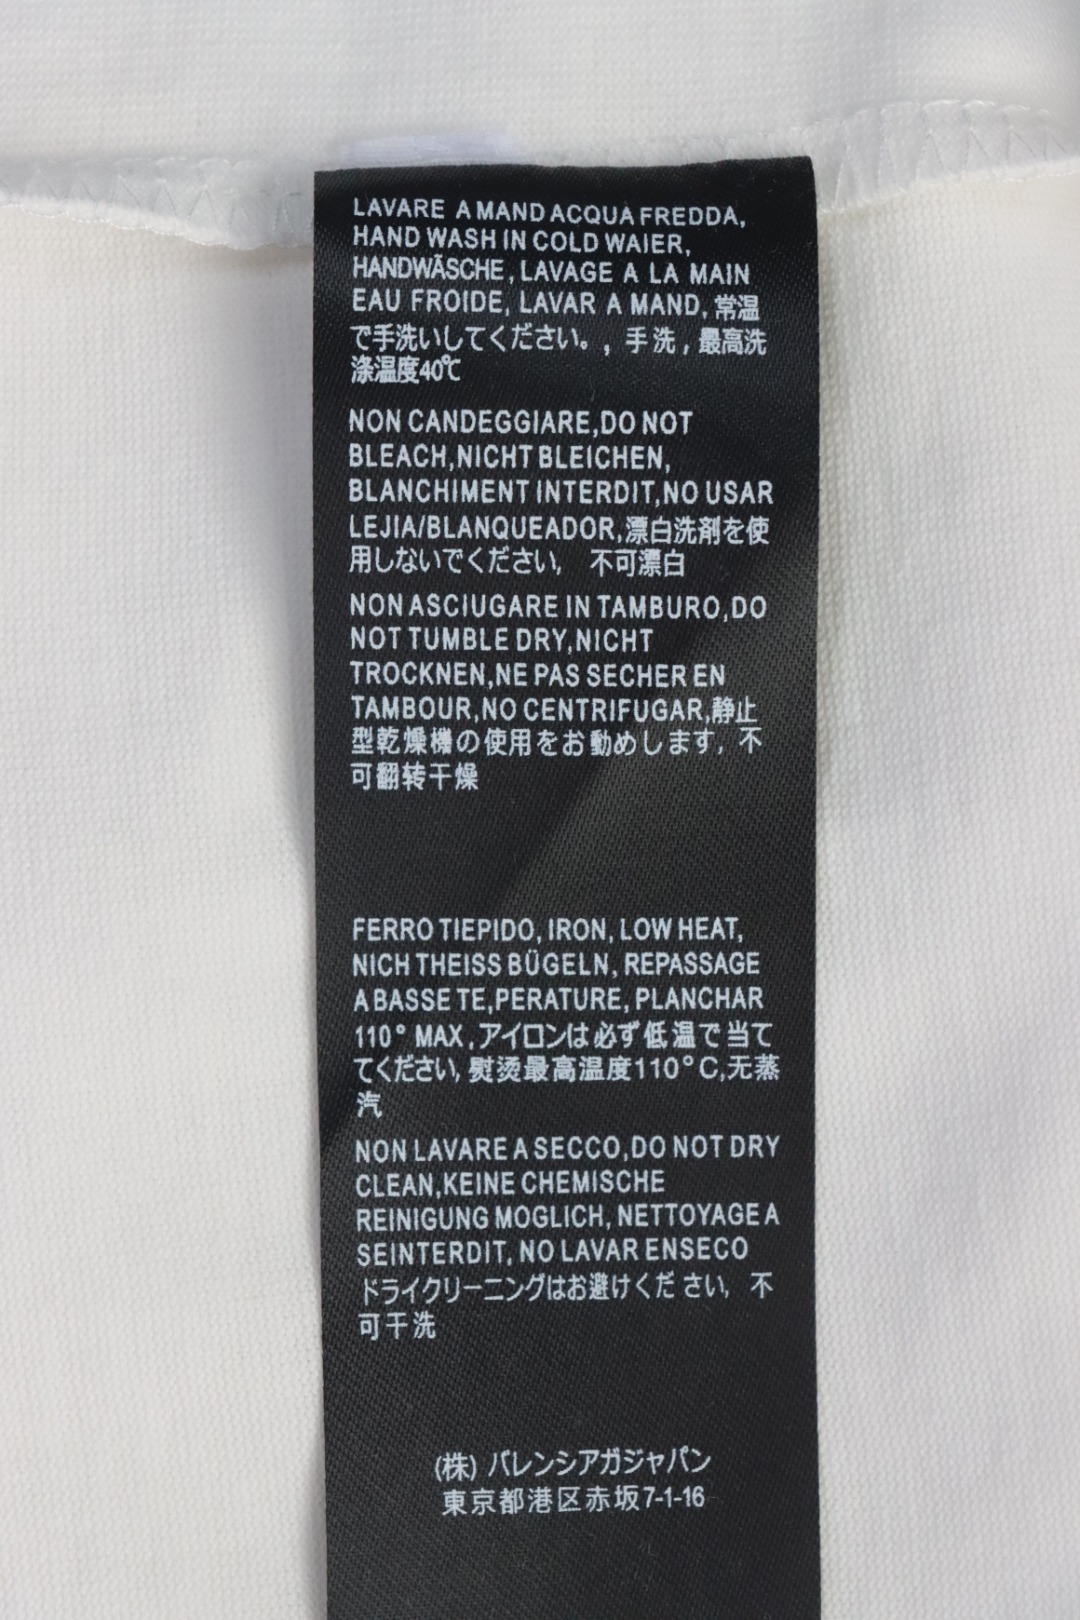 LAVARE A MAND ACQUA FREDDA,
HAND WASH IN COLD WAIER,
HANDWÃSCHE, LAVAGE A LA MAIN
EAU FROIDE, LAVAR A MAND, 常温
で手洗いしてください。, 手洗, 最高洗
涤温度40℃
NON CANDEGGIARE,DO NOT
BLEACH,NICHT BLEICHEN,
BLANCHIMENT INTERDIT,NO USAR
LEJIA/BLANQUEADOR,漂白洗剤を使
用しないでください, 不可漂白
NON ASCIUGARE IN TAMBURO,DO
NOT TUMBLE DRY,NICHT
TROCKNEN,NE PAS SECHER EN
TAMBOUR,NO CENTRIFUGAR,静止
型乾燥機の使用をお勧めします, 不
可翻转干燥
FERRO TIEPIDO, IRON, LOW HEAT,
NICH THEISS BÜGELN, REPASSAGE
A BASSE TE,PERATURE, PLANCHAR
110° MAX,アイロンは必ず低温で当て
てください, 熨烫最高温度110°C,无蒸
汽
NON LAVARE A SECCO,DO NOT DRY
CLEAN,KEINE CHEMISCHE
REINIGUNG MOGLICH, NETTOYAGE A
SEINTERDIT, NO LAVAR ENSECO
ドライクリーニングはお避けください, 不
可干洗
(株) バレンシアガジャパン
東京都港区赤坂7-1-16